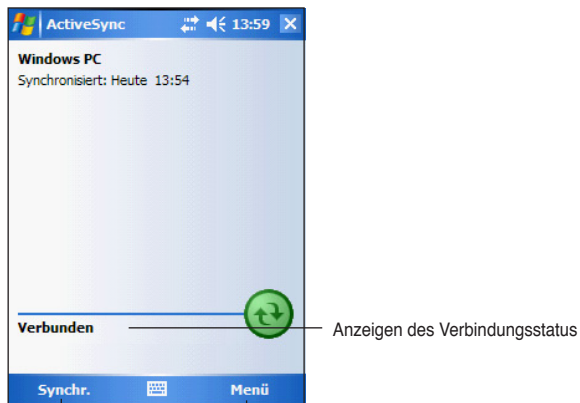 ActiveSync 13:59
Windows PC
Synchronisiert: Heute 13:54
Verbunden
Anzeigen des Verbindungsstatus
Synchr. Menü